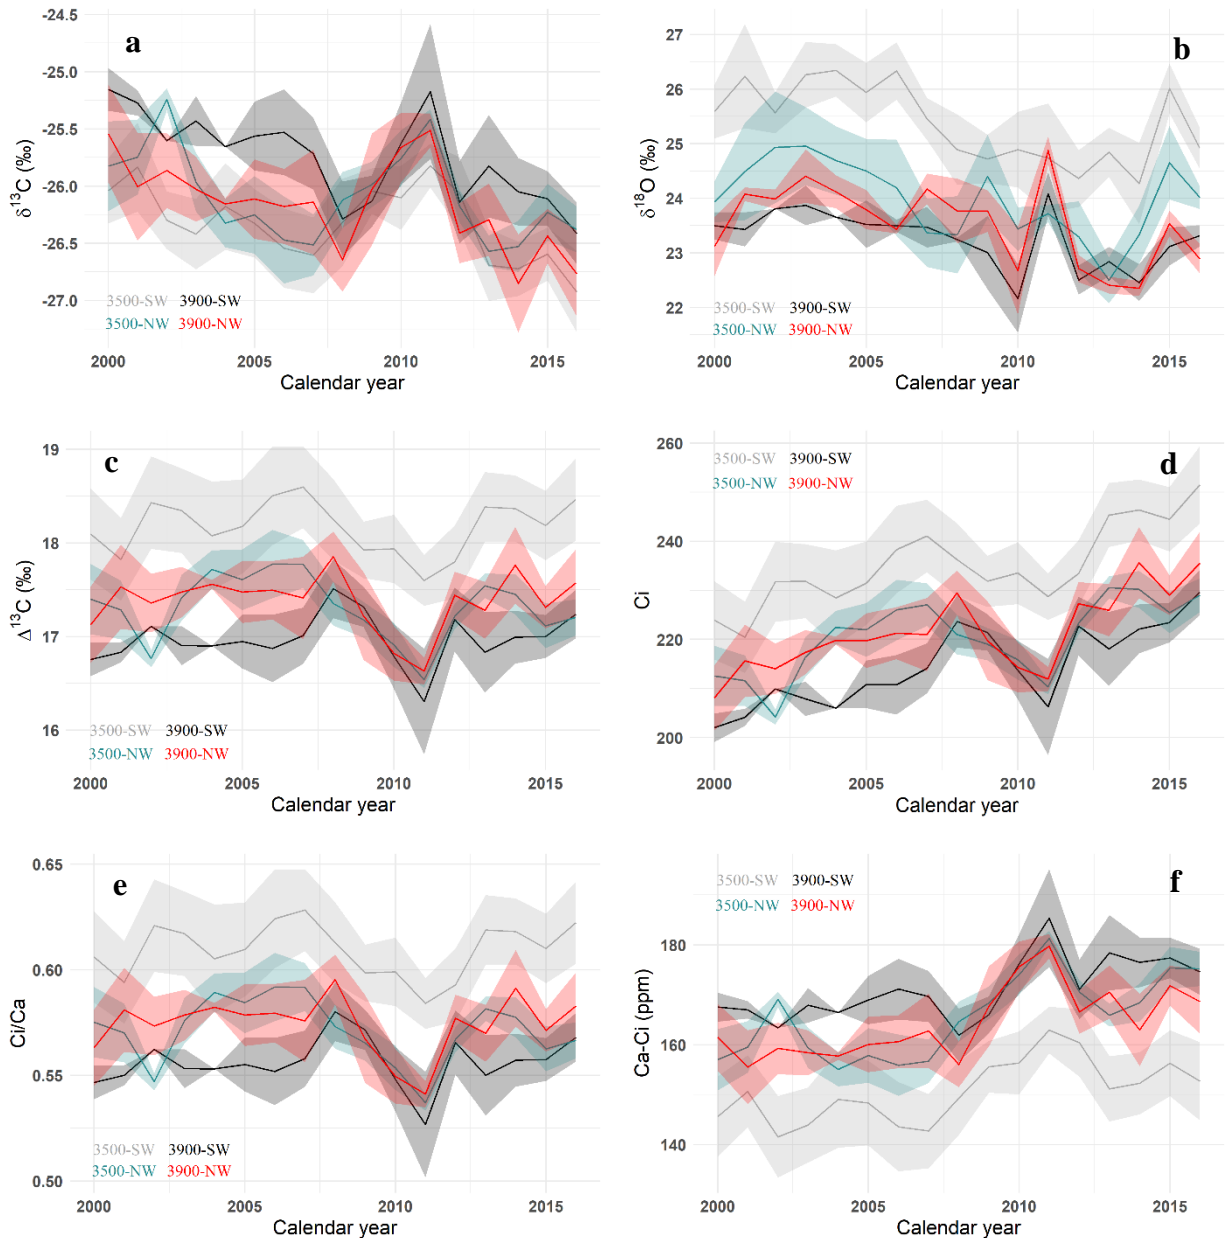 a
-24.5
-25.0
-25.5
-26.0
-26.5
-27.0
δ¹³C (‰)
3500-SW 3900-SW
3500-NW 3900-NW
2000 2005 2010 2015
Calendar year
b
27
26
25
24
23
22
δ¹⁸O (‰)
3500-SW 3900-SW
3500-NW 3900-NW
2000 2005 2010 2015
Calendar year
c
19
18
17
16
Δ¹³C (‰)
3500-SW 3900-SW
3500-NW 3900-NW
2000 2005 2010 2015
Calendar year
d
260
240
220
200
Ci
3500-SW 3900-SW
3500-NW 3900-NW
2000 2005 2010 2015
Calendar year
e
0.65
0.60
0.55
0.50
Ci/Ca
3500-SW 3900-SW
3500-NW 3900-NW
2000 2005 2010 2015
Calendar year
f
180
160
140
Ca-Ci (ppm)
3500-SW 3900-SW
3500-NW 3900-NW
2000 2005 2010 2015
Calendar year